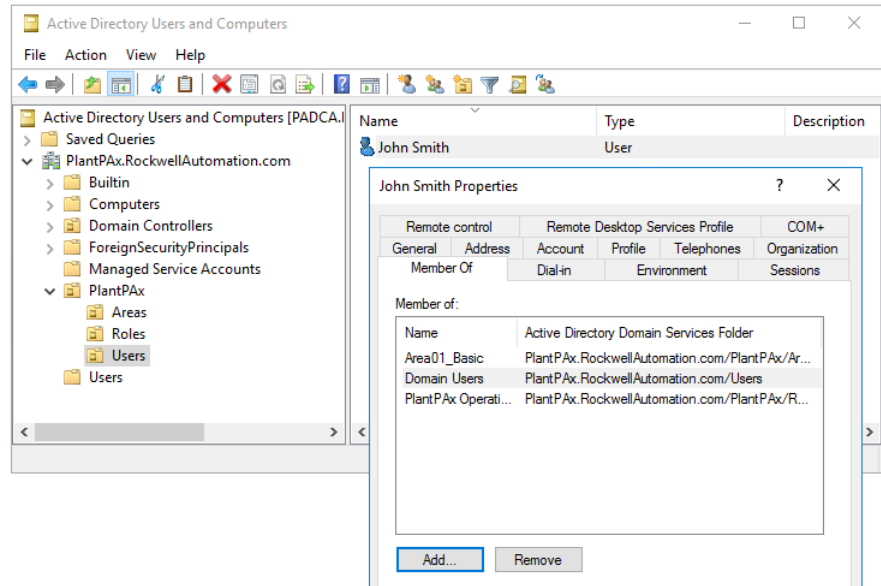 Active Directory Users and Computers
File Action View Help
Active Directory Users and Computers [PADCA.
Saved Queries
PlantPAx.RockwellAutomation.com
Builtin
Computers
Domain Controllers
ForeignSecurityPrincipals
Managed Service Accounts
PlantPAx
Areas
Roles
Users
Users
Name Type Description
John Smith User
John Smith Properties
Remote control Remote Desktop Services Profile COM+
General Address Account Profile Telephones Organization
Member Of Dial-in Environment Sessions
Member of:
Name Active Directory Domain Services Folder
Area01_Basic PlantPAx.RockwellAutomation.com/PlantPAx/Ar...
Domain Users PlantPAx.RockwellAutomation.com/Users
PlantPAx Operati... PlantPAx.RockwellAutomation.com/PlantPAx/R...
Add... Remove